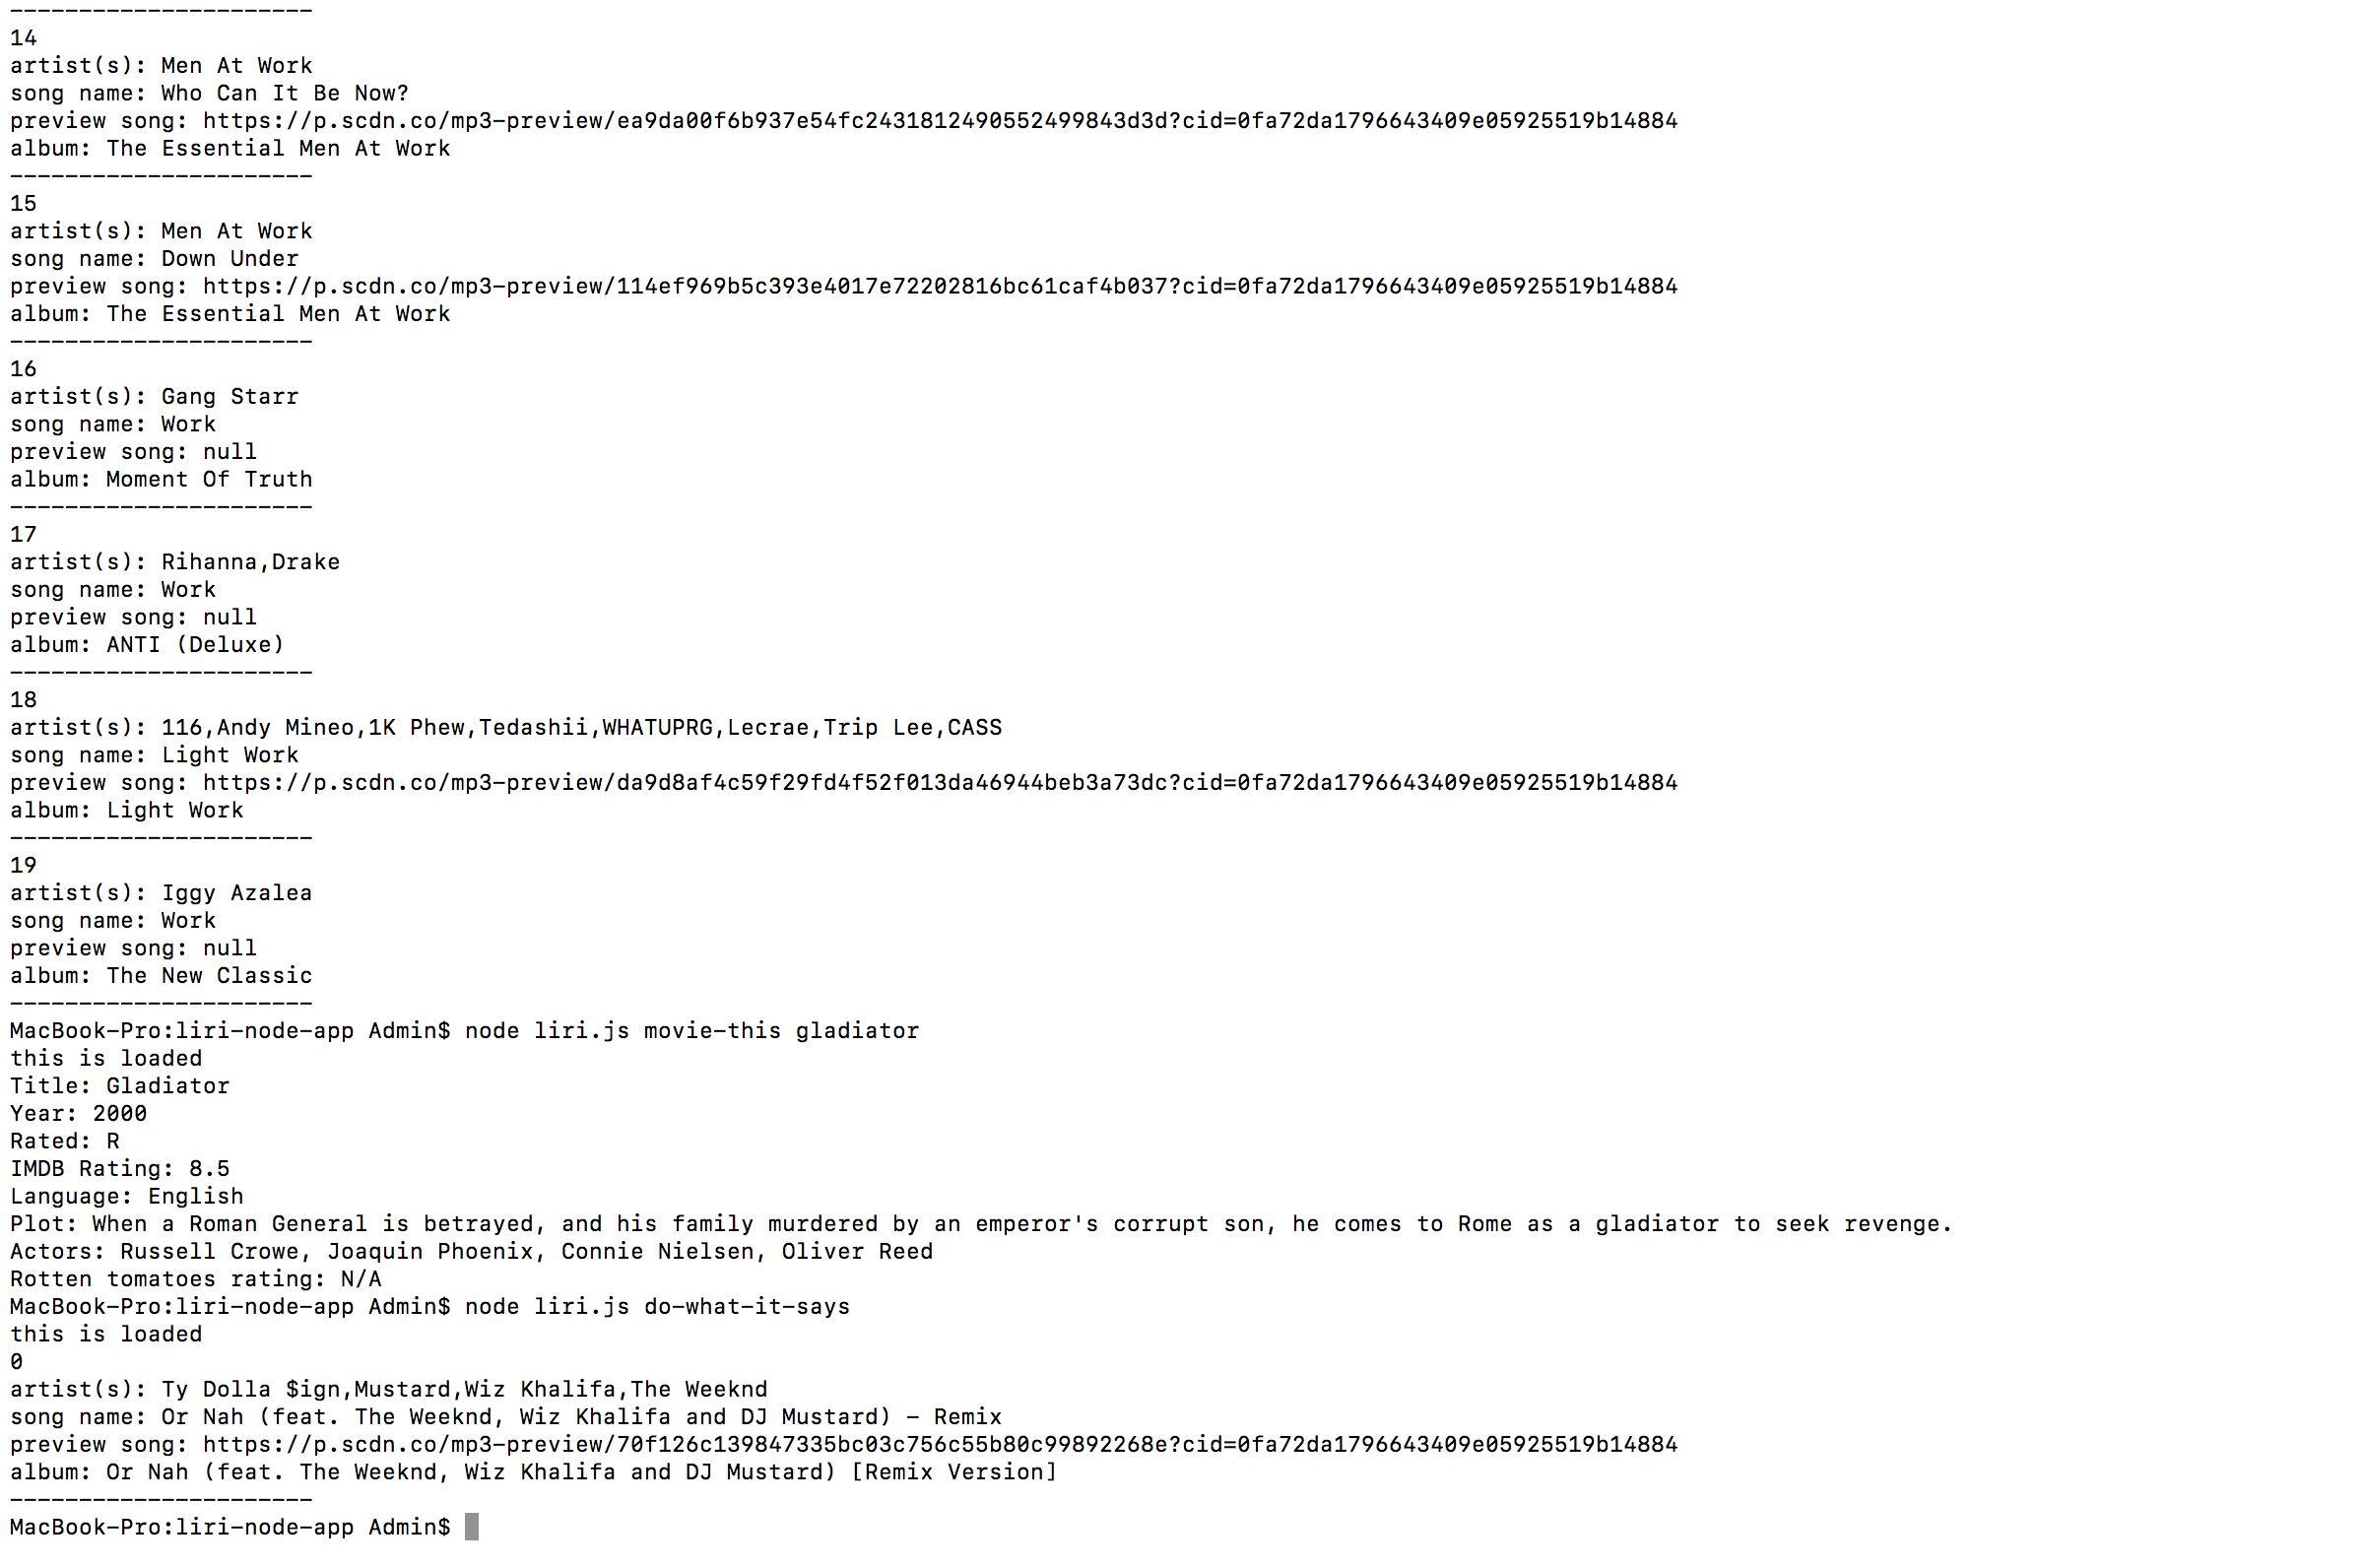 ----------------------
14
artist(s): Men At Work
song name: Who Can It Be Now?
preview song: https://p.scdn.co/mp3-preview/ea9da00f6b937e54fc2431812490552499843d3d?cid=0fa72da1796643409e05925519b14884
album: The Essential Men At Work
----------------------
15
artist(s): Men At Work
song name: Down Under
preview song: https://p.scdn.co/mp3-preview/114ef969b5c393e4017e72202816bc61caf4b037?cid=0fa72da1796643409e05925519b14884
album: The Essential Men At Work
----------------------
16
artist(s): Gang Starr
song name: Work
preview song: null
album: Moment Of Truth
----------------------
17
artist(s): Rihanna,Drake
song name: Work
preview song: null
album: ANTI (Deluxe)
----------------------
18
artist(s): 116,Andy Mineo,1K Phew,Tedashii,WHATUPRG,Lecrae,Trip Lee,CASS
song name: Light Work
preview song: https://p.scdn.co/mp3-preview/da9d8af4c59f29fd4f52f013da46944beb3a73dc?cid=0fa72da1796643409e05925519b14884
album: Light Work
----------------------
19
artist(s): Iggy Azalea
song name: Work
preview song: null
album: The New Classic
----------------------
MacBook-Pro:liri-node-app Admin$ node liri.js movie-this gladiator
this is loaded
Title: Gladiator
Year: 2000
Rated: R
IMDB Rating: 8.5
Language: English
Plot: When a Roman General is betrayed, and his family murdered by an emperor's corrupt son, he comes to Rome as a gladiator to seek revenge.
Actors: Russell Crowe, Joaquin Phoenix, Connie Nielsen, Oliver Reed
Rotten tomatoes rating: N/A
MacBook-Pro:liri-node-app Admin$ node liri.js do-what-it-says
this is loaded
0
artist(s): Ty Dolla $ign,Mustard,Wiz Khalifa,The Weeknd
song name: Or Nah (feat. The Weeknd, Wiz Khalifa and DJ Mustard) - Remix
preview song: https://p.scdn.co/mp3-preview/70f126c139847335bc03c756c55b80c99892268e?cid=0fa72da1796643409e05925519b14884
album: Or Nah (feat. The Weeknd, Wiz Khalifa and DJ Mustard) [Remix Version]
----------------------
MacBook-Pro:liri-node-app Admin$